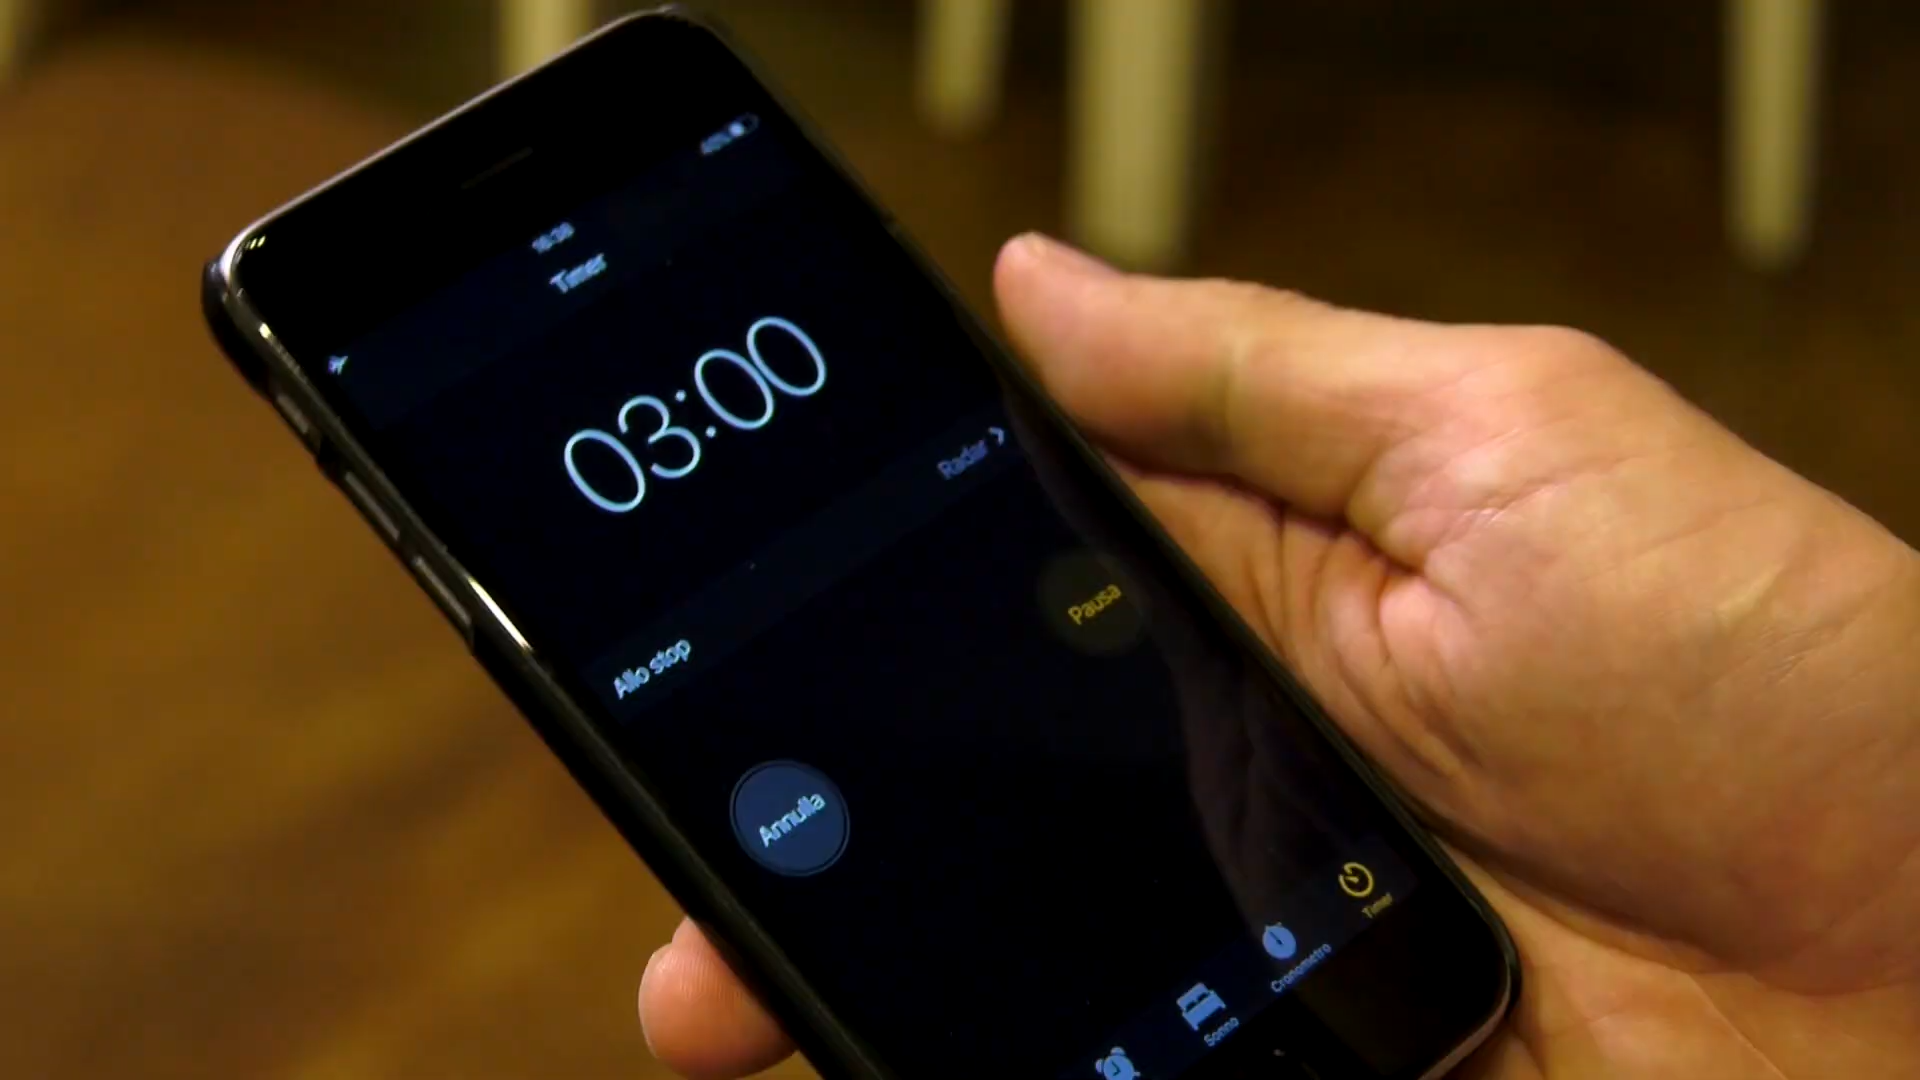 Timer
03:00
Allo stop
Radar
Annulla
Pausa
Sonno
Cronometro
Timer